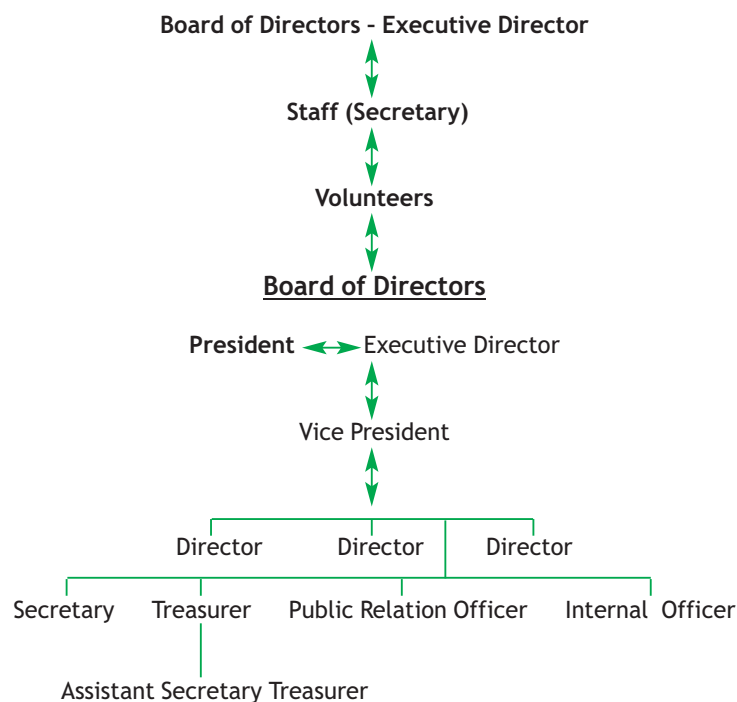 Board of Directors - Executive Director
Staff (Secretary)
Volunteers
Board of Directors
President Executive Director
Vice President
Director Director Director
Secretary Treasurer Public Relation Officer Internal Officer
Assistant Secretary Treasurer